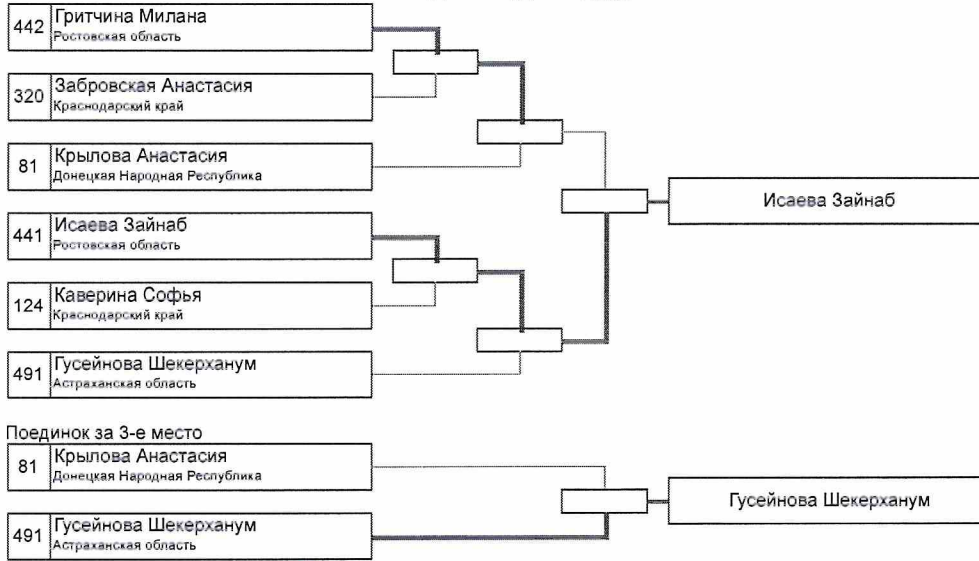 442 Гритчина Милана
Ростовская область
320 Забровская Анастасия
Краснодарский край
81 Крылова Анастасия
Донецкая Народная Республика
Исаева Зайнаб
441 Исаева Зайнаб
Ростовская область
124 Каверина Софья
Краснодарский край
491 Гусейнова Шекерханум
Астраханская область
Поединок за 3-е место
81 Крылова Анастасия
Донецкая Народная Республика
Гусейнова Шекерханум
491 Гусейнова Шекерханум
Астраханская область